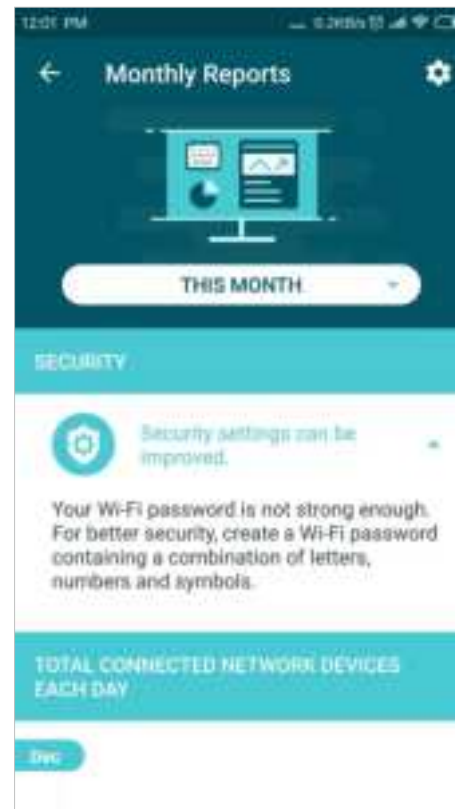 12:01 PM
Monthly Reports
THIS MONTH
SECURITY
Security settings can be
improved.
Your Wi-Fi password is not strong enough.
For better security, create a Wi-Fi password
containing a combination of letters,
numbers and symbols.
TOTAL CONNECTED NETWORK DEVICES
EACH DAY
Dec